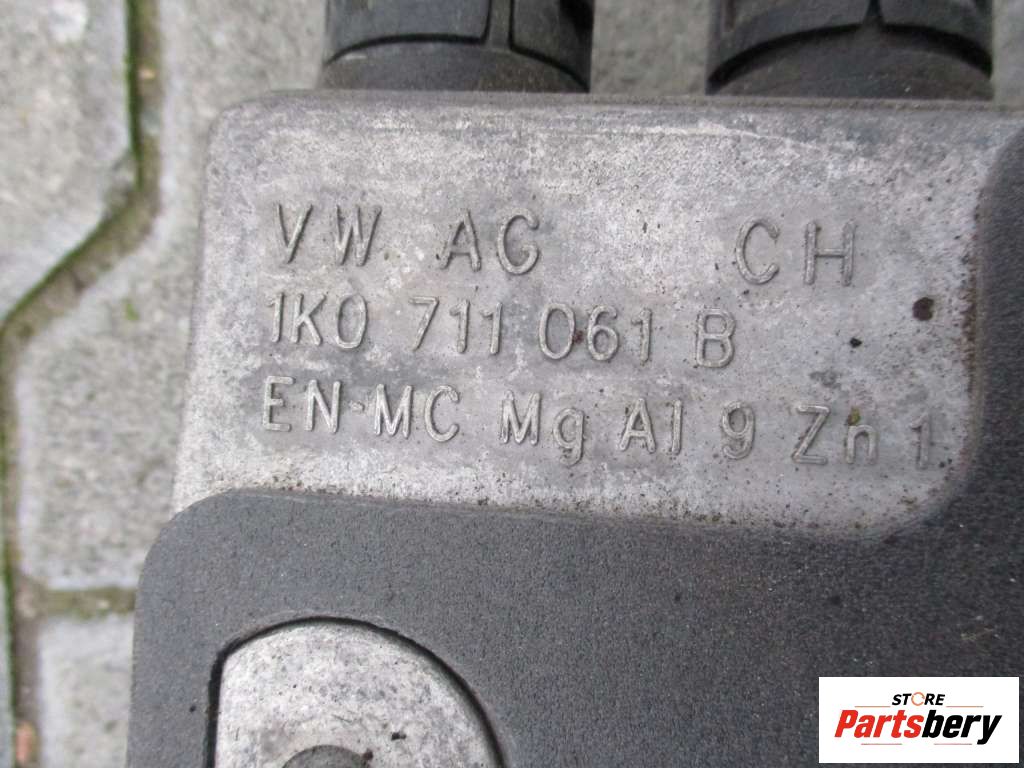 VW AG CH
1K0 711 061 B
EN-MC Mg Al 9 Zn 1
STORE
Partsbery